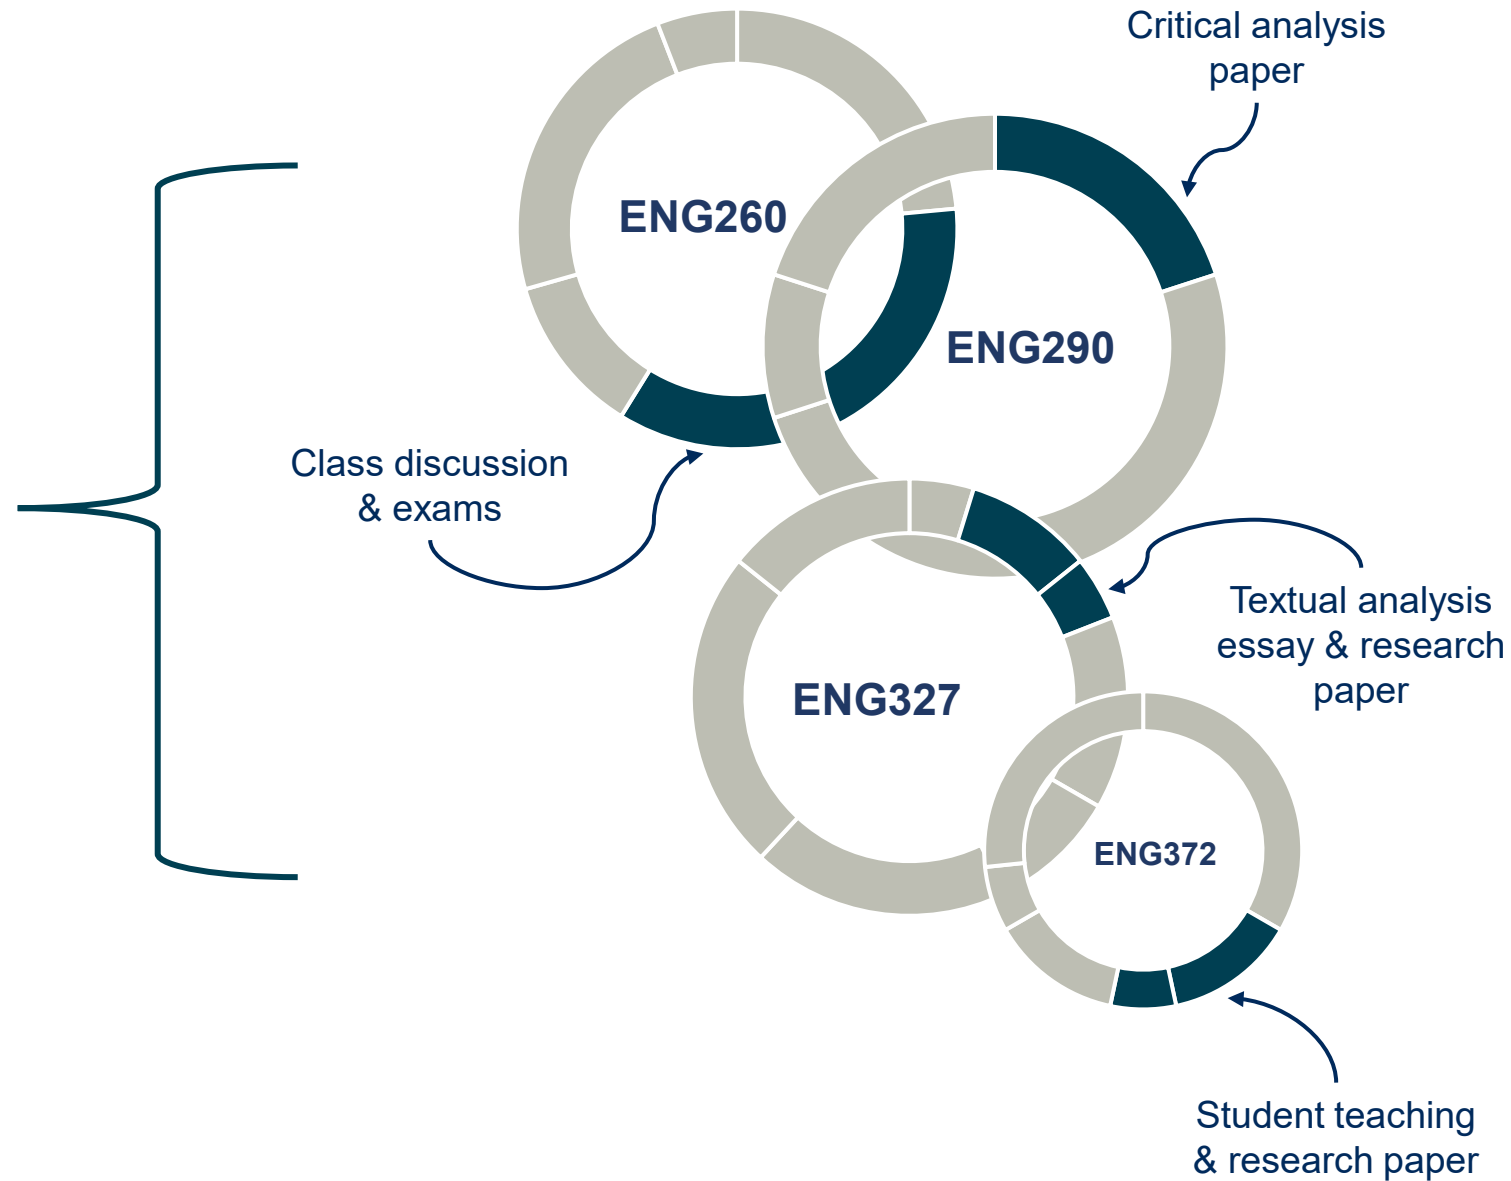 Critical analysis
paper
ENG260
ENG290
Class discussion
& exams
Textual analysis
essay & research
paper
ENG327
ENG372
Student teaching
& research paper